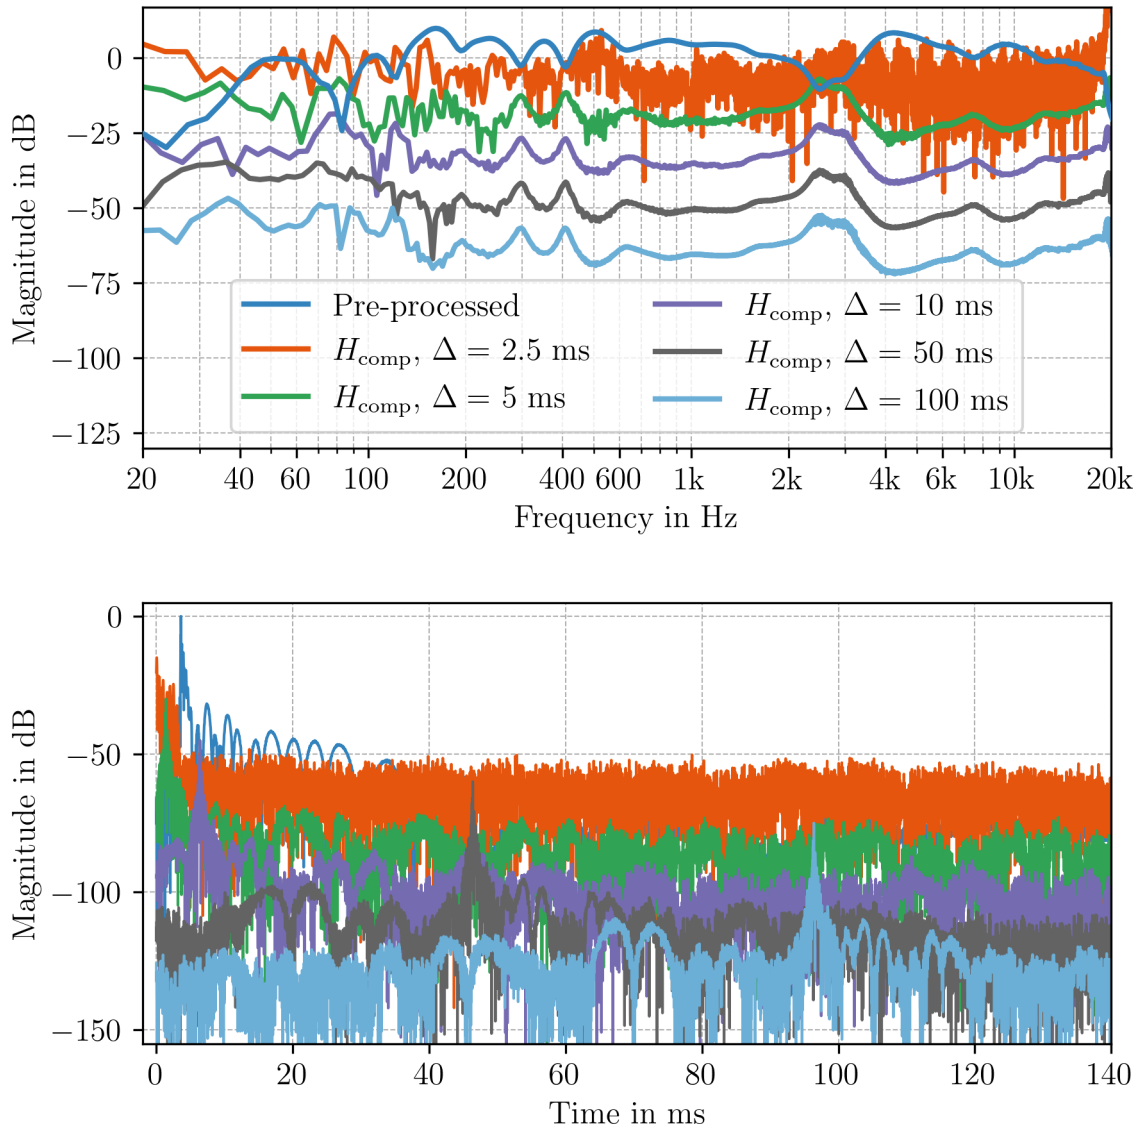 0
−25
−50
−75
−100
−125
Magnitude in dB
Pre-processed
H_comp, Δ = 2.5 ms
H_comp, Δ = 5 ms
H_comp, Δ = 10 ms
H_comp, Δ = 50 ms
H_comp, Δ = 100 ms
20 40 60 100 200 400 600 1k 2k 4k 6k 10k 20k
Frequency in Hz
0
−50
−100
−150
Magnitude in dB
0 20 40 60 80 100 120 140
Time in ms